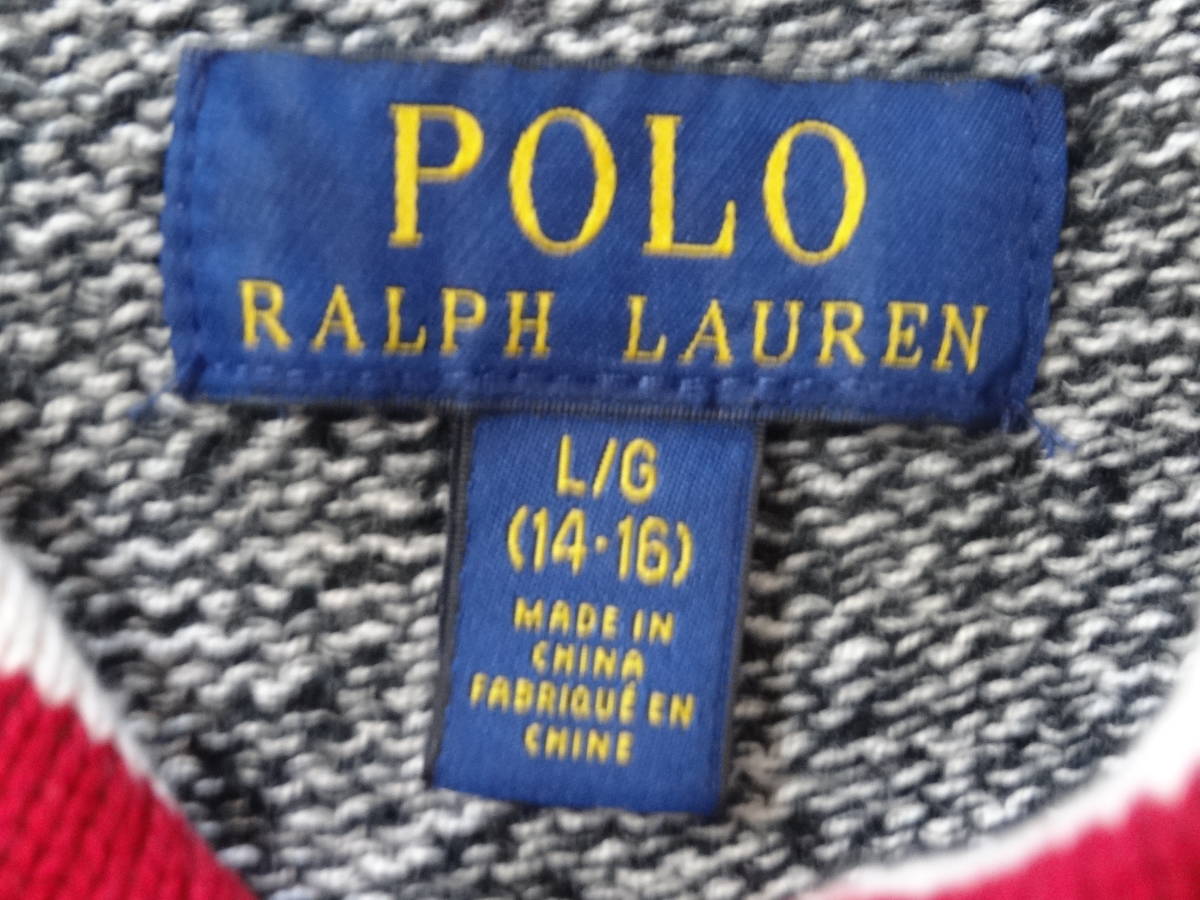 POLO
RALPH LAUREN
L/G
(14-16)
MADE IN
CHINA
FABRIQUÉ EN
CHINE